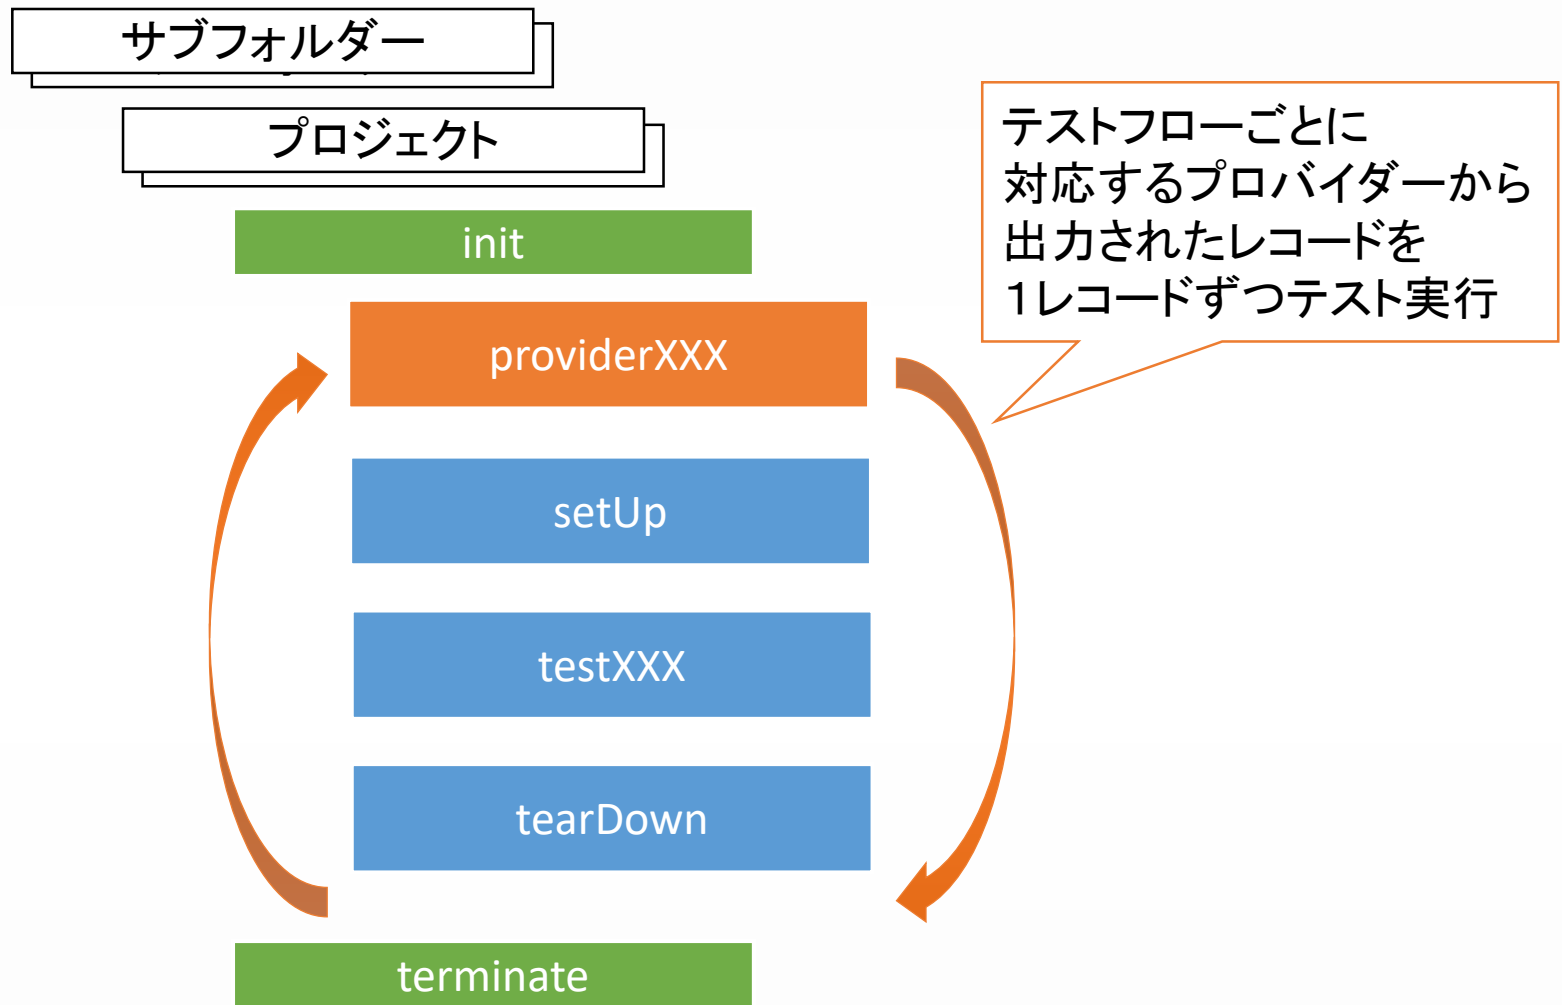 サブフォルダー
プロジェクト
init
テストフローごとに
対応するプロバイダーから
出力されたレコードを
１レコードずつテスト実行
providerXXX
setUp
testXXX
tearDown
terminate